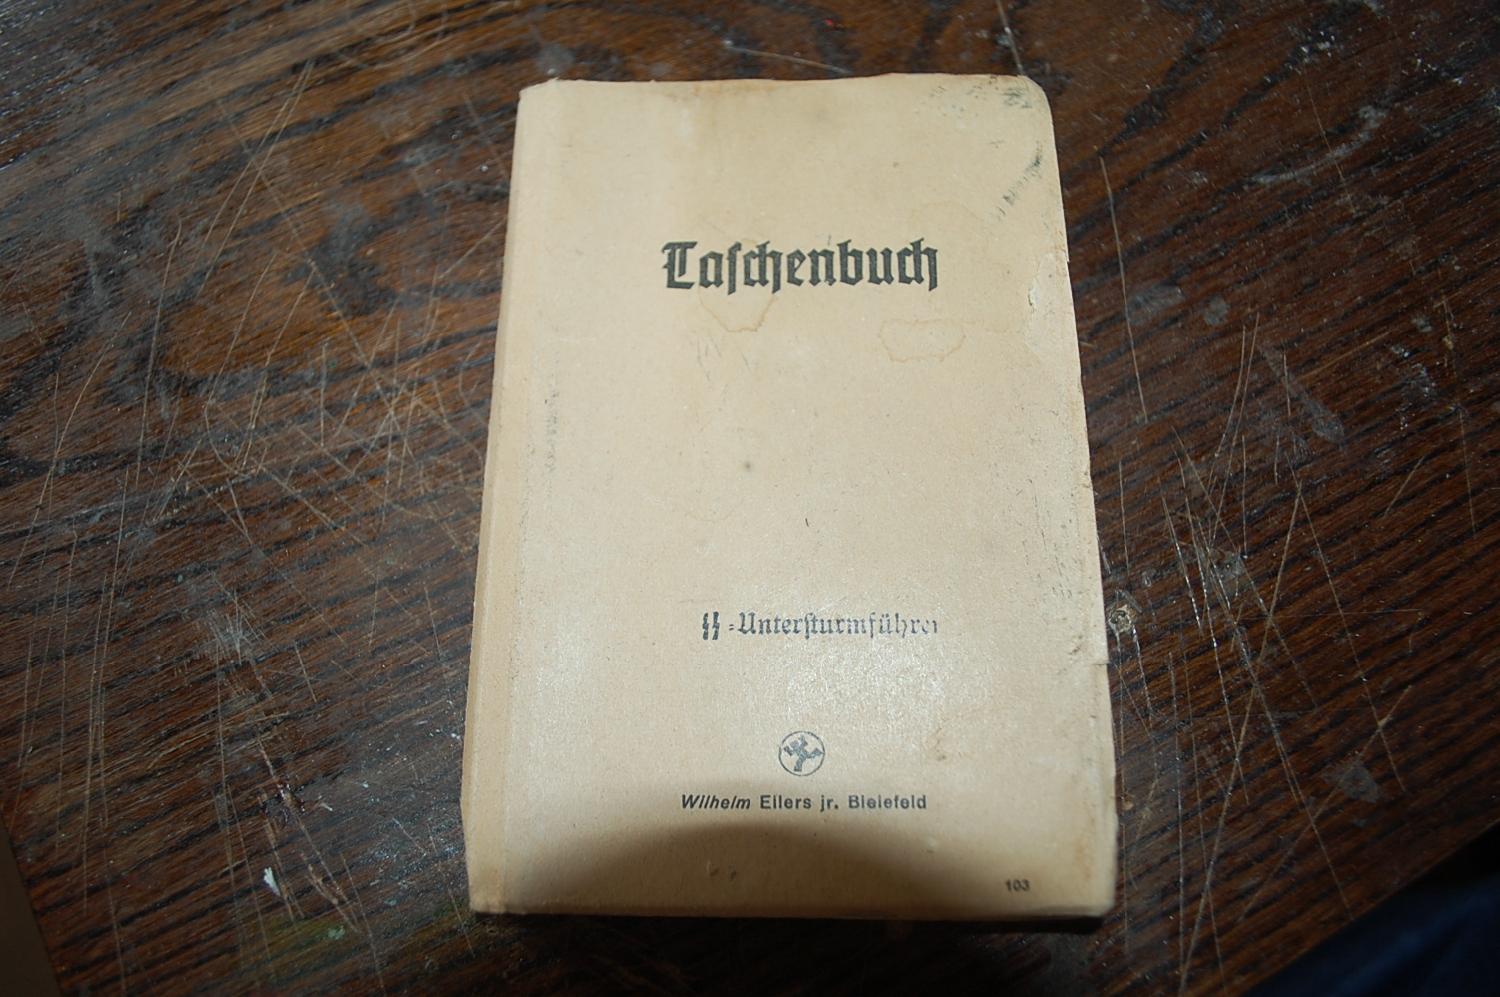 Taschenbuch
ᛋᛋ-Untersturmführer
Wilhelm Eilers jr. Bielefeld
103